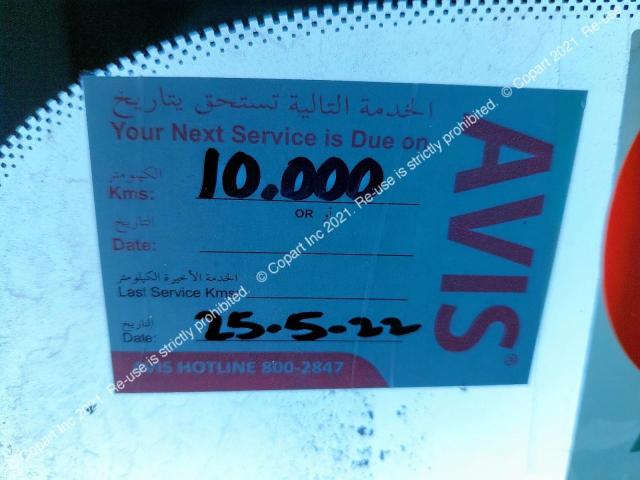 الخدمة التالية تستحق بتاريخ
Your Next Service is Due on
الكيلومتر
Kms: 10.000
OR أو
التاريخ
Date:
الخدمة الأخيرة الكيلومتر
Last Service Kms:
التاريخ
Date: 25-5-22
AVIS HOTLINE 800-2847
AVIS®
© Copart Inc 2021. Re-use is strictly prohibited.